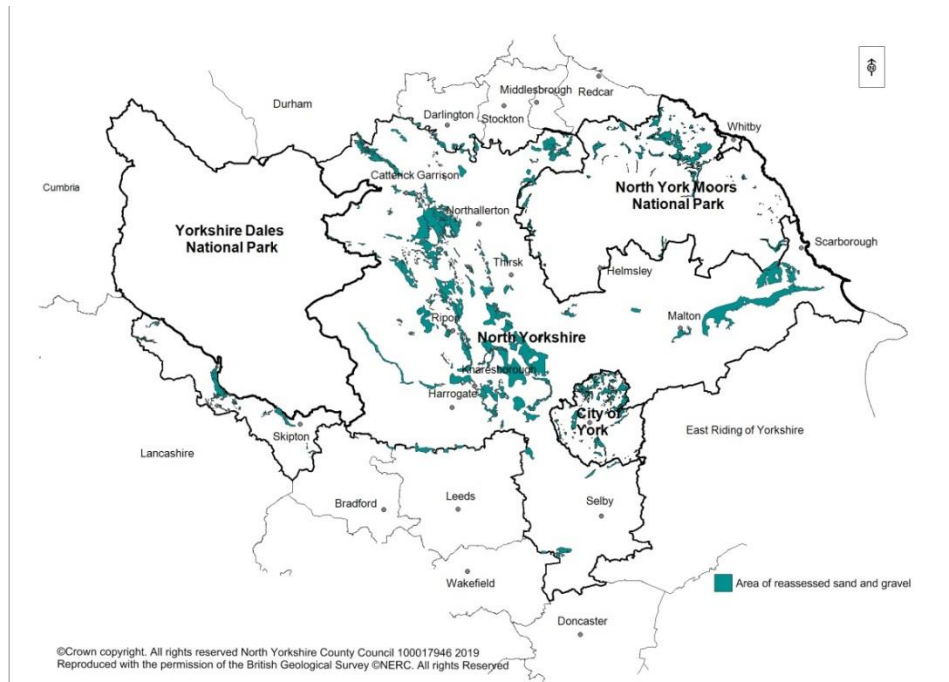 Middlesbrough
Redcar
Durham
Darlington
Stockton
Whitby
Catterick Garrison
Cumbria
North York Moors
National Park
Northallerton
Yorkshire Dales
National Park
Scarborough
Thirsk
Helmsley
Ripon
Malton
North Yorkshire
Knaresborough
Harrogate
City of
York
East Riding of Yorkshire
Skipton
Lancashire
Bradford
Leeds
Selby
Wakefield
Area of reassessed sand and gravel
Doncaster
©Crown copyright. All rights reserved North Yorkshire County Council 100017946 2019
Reproduced with the permission of the British Geological Survey ©NERC. All rights Reserved